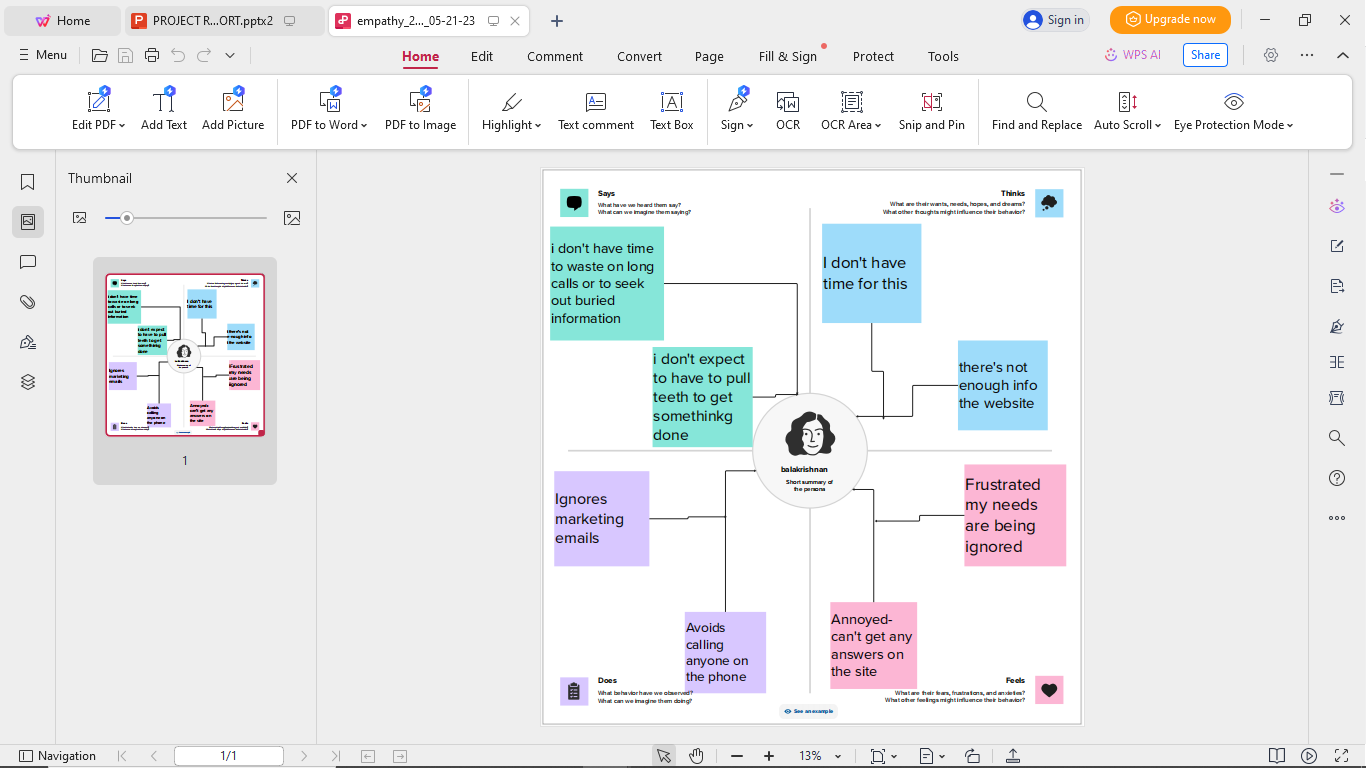 Home
PROJECT R...ORT.pptx2
empathy_2..._05-21-23
Sign in
Upgrade now
Menu
Home
Edit
Comment
Convert
Page
Fill & Sign
Protect
Tools
WPS AI
Share
Edit PDF
Add Text
Add Picture
PDF to Word
PDF to Image
Highlight
Text comment
Text Box
Sign
OCR
OCR Area
Snip and Pin
Find and Replace
Auto Scroll
Eye Protection Mode
Thumbnail
1
Says
What have we heard them say?
What can we imagine them saying?
Thinks
What are their wants, needs, hopes, and dreams?
What other thoughts might influence their behavior?
i don't have time
to waste on long
calls or to seek
out buried
information
I don't have
time for this
i don't expect
to have to pull
teeth to get
somethinkg
done
there's not
enough info
the website
balakrishnan
Short summary of
the persona
Ignores
marketing
emails
Frustrated
my needs
are being
ignored
Avoids
calling
anyone on
the phone
Annoyed-
can't get any
answers on
the site
Does
What behavior have we observed?
What can we imagine them doing?
Feels
What are their fears, frustrations, and anxieties?
What other feelings might influence their behavior?
See an example
Navigation
1/1
13%